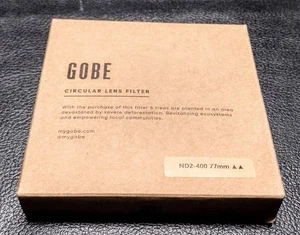 GOBE
CIRCULAR LENS FILTER
With the purchase of this filter 5 trees are planted in an area
devastated by severe deforestation. Revitalizing ecosystems
and empowering local communities.
mygobe.com
@mygobe
ND2-400 77mm ▲▲